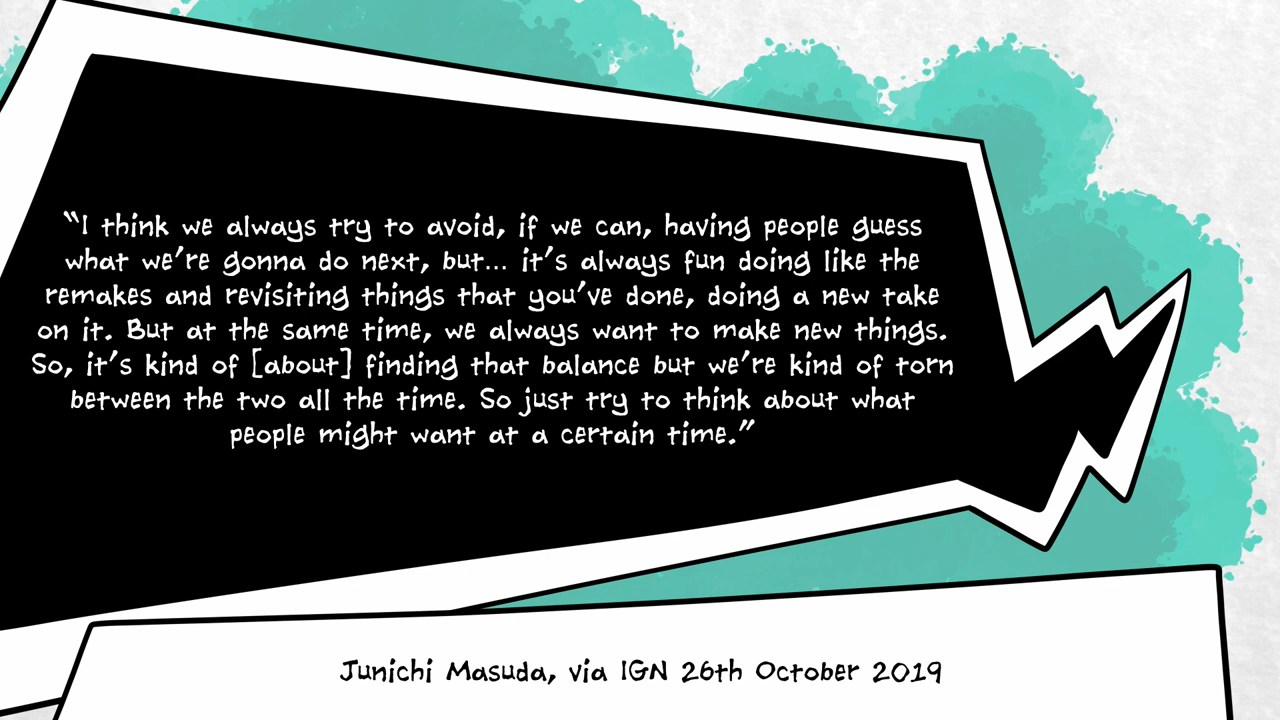 “I think we always try to avoid, if we can, having people guess
what we’re gonna do next, but... it’s always fun doing like the
remakes and revisiting things that you’ve done, doing a new take
on it. But at the same time, we always want to make new things.
So, it’s kind of [about] finding that balance but we’re kind of torn
between the two all the time. So just try to think about what
people might want at a certain time.”
Junichi Masuda, via IGN 26th October 2019